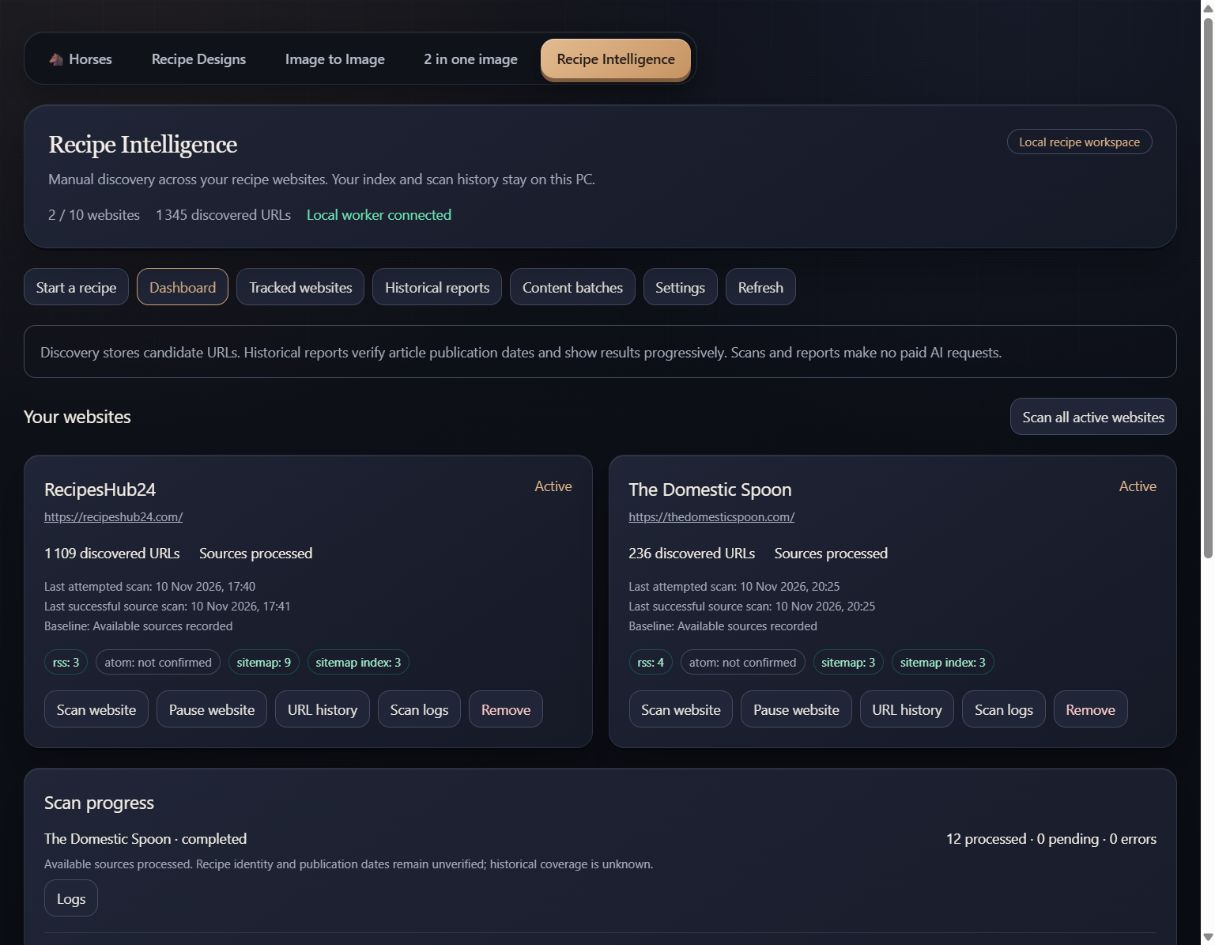 Horses
Recipe Designs
Image to Image
2 in one image
Recipe Intelligence
Recipe Intelligence
Local recipe workspace
Manual discovery across your recipe websites. Your index and scan history stay on this PC.
2 / 10 websites 1 345 discovered URLs Local worker connected
Start a recipe
Dashboard
Tracked websites
Historical reports
Content batches
Settings
Refresh
Discovery stores candidate URLs. Historical reports verify article publication dates and show results progressively. Scans and reports make no paid AI requests.
Your websites
Scan all active websites
RecipesHub24
Active
https://recipeshub24.com/
1 109 discovered URLs Sources processed
Last attempted scan: 10 Nov 2026, 17:40
Last successful source scan: 10 Nov 2026, 17:41
Baseline: Available sources recorded
rss: 3
atom: not confirmed
sitemap: 9
sitemap index: 3
Scan website
Pause website
URL history
Scan logs
Remove
The Domestic Spoon
Active
https://thedomesticspoon.com/
236 discovered URLs Sources processed
Last attempted scan: 10 Nov 2026, 20:25
Last successful source scan: 10 Nov 2026, 20:25
Baseline: Available sources recorded
rss: 4
atom: not confirmed
sitemap: 3
sitemap index: 3
Scan website
Pause website
URL history
Scan logs
Remove
Scan progress
The Domestic Spoon · completed
12 processed · 0 pending · 0 errors
Available sources processed. Recipe identity and publication dates remain unverified; historical coverage is unknown.
Logs